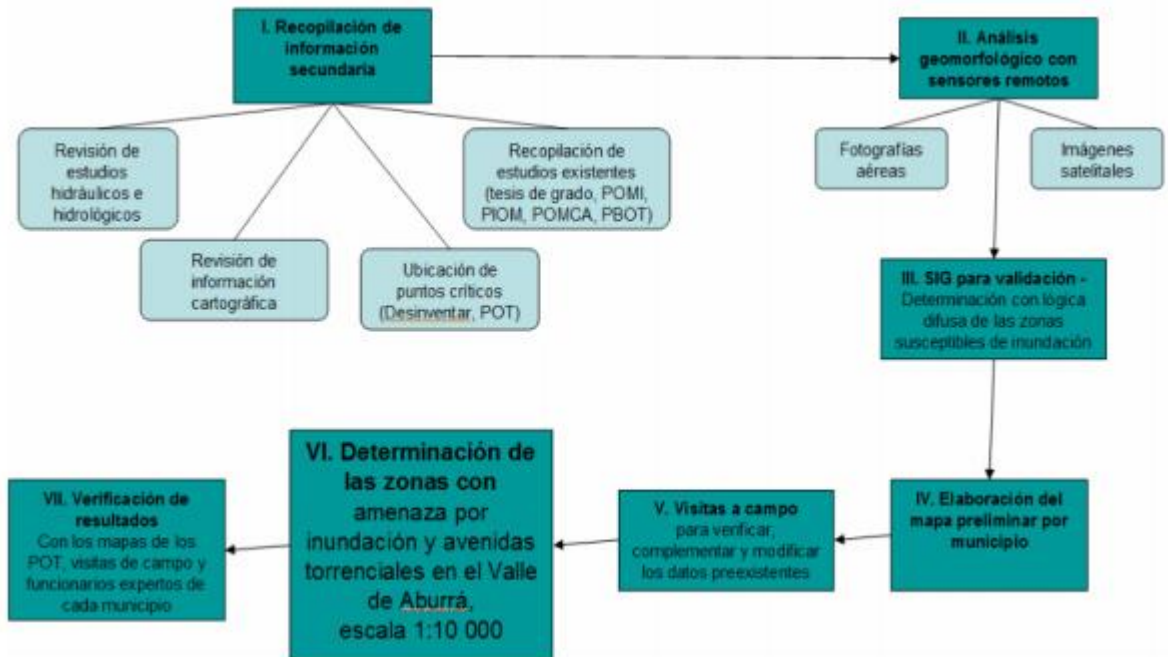 I. Recopilación de
información
secundaria
II. Análisis
geomorfológico con
sensores remotos
Revisión de
estudios
hidráulicos e
hidrológicos
Revisión de
información
cartográfica
Ubicación de
puntos críticos
(Desinventar, POT)
Recopilación de
estudios existentes
(tesis de grado, POMI,
PIOM, POMCA, PBOT)
Fotografías
aéreas
Imágenes
satelitales
III. SIG para validación -
Determinación con lógica
difusa de las zonas
susceptibles de inundación
IV. Elaboración del
mapa preliminar por
municipio
V. Visitas a campo
para verificar,
complementar y modificar
los datos preexistentes
VI. Determinación de
las zonas con
amenaza por
inundación y avenidas
torrenciales en el Valle
de Aburrá,
escala 1:10 000
VII. Verificación de
resultados
Con los mapas de los
POT, visitas de campo y
funcionarios expertos de
cada municipio